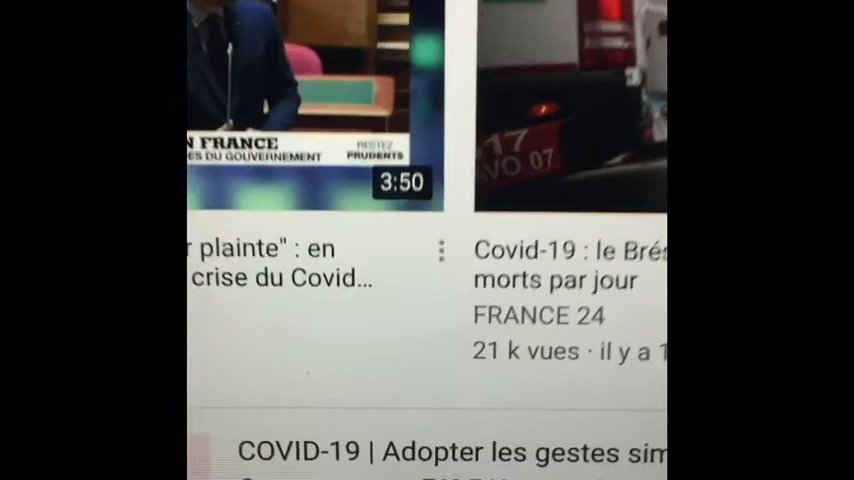 N FRANCE
ES DU GOUVERNEMENT
RESTEZ
PRUDENTS
3:50
17
VO 07
r plainte" : en
crise du Covid...
Covid-19 : le Brés
morts par jour
FRANCE 24
21 k vues · il y a 1
COVID-19 | Adopter les gestes sim